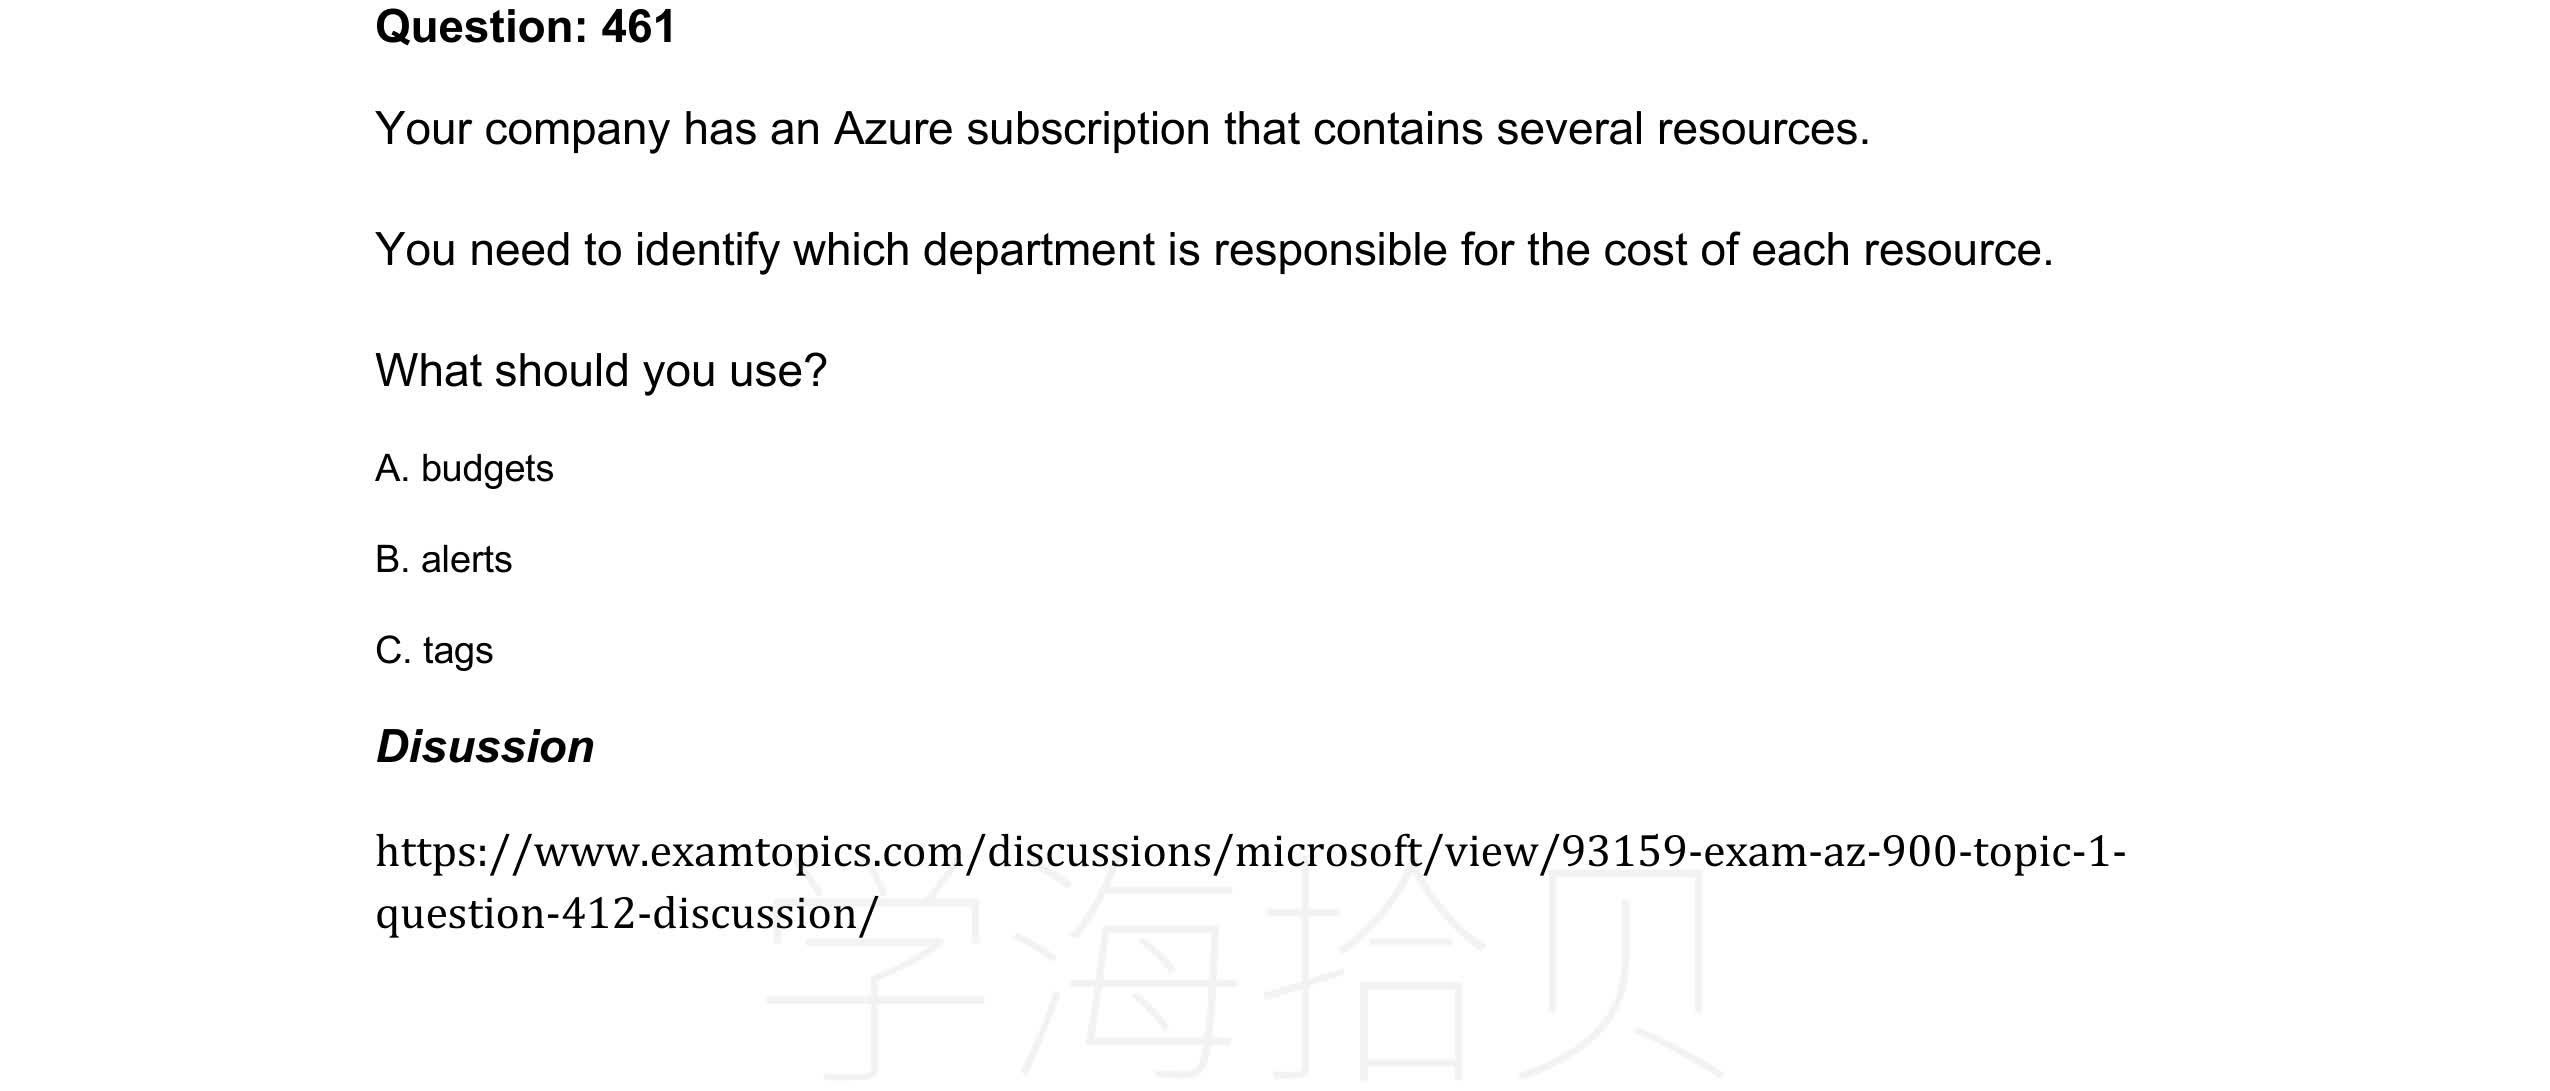 Question: 461
Your company has an Azure subscription that contains several resources.
You need to identify which department is responsible for the cost of each resource.
What should you use?
A. budgets
B. alerts
C. tags
Disussion
https://www.examtopics.com/discussions/microsoft/view/93159-exam-az-900-topic-1-
question-412-discussion/
学海拾贝